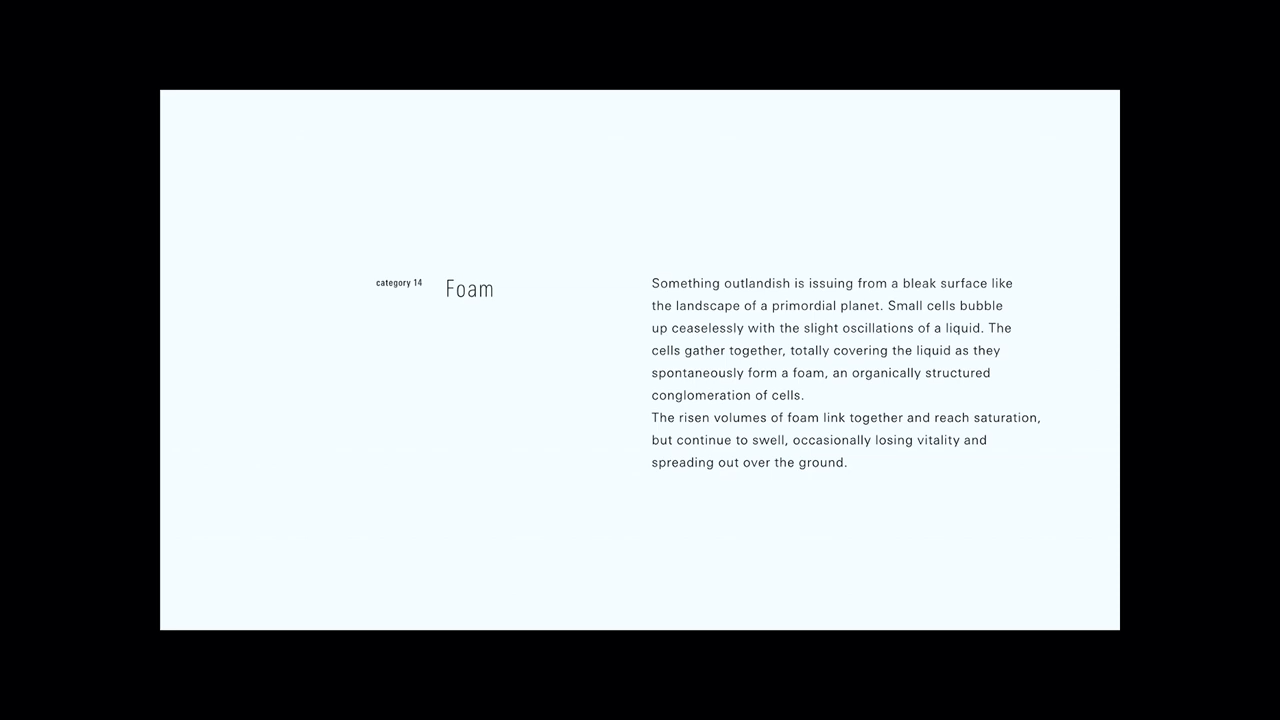 category 14
Foam
Something outlandish is issuing from a bleak surface like
the landscape of a primordial planet. Small cells bubble
up ceaselessly with the slight oscillations of a liquid. The
cells gather together, totally covering the liquid as they
spontaneously form a foam, an organically structured
conglomeration of cells.
The risen volumes of foam link together and reach saturation,
but continue to swell, occasionally losing vitality and
spreading out over the ground.